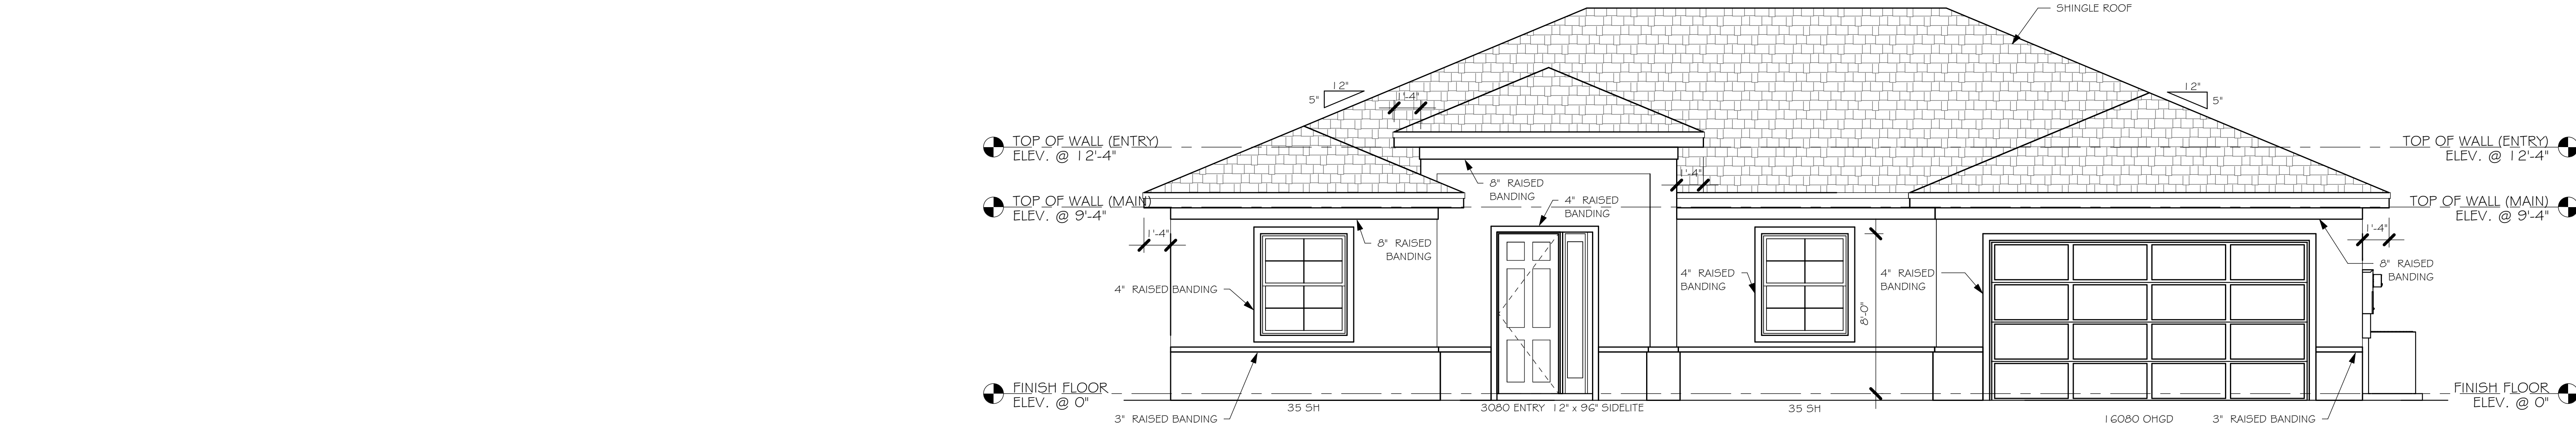 SHINGLE ROOF
12"
5"
1'-4"
12"
5"
TOP OF WALL (ENTRY)
ELEV. @ 12'-4"
TOP OF WALL (ENTRY)
ELEV. @ 12'-4"
1'-4"
8" RAISED
BANDING
4" RAISED
BANDING
TOP OF WALL (MAIN)
ELEV. @ 9'-4"
TOP OF WALL (MAIN)
ELEV. @ 9'-4"
1'-4"
8" RAISED
BANDING
1'-4"
8" RAISED
BANDING
4" RAISED BANDING
4" RAISED
BANDING
4" RAISED
BANDING
8'-0"
FINISH FLOOR
ELEV. @ 0"
FINISH FLOOR
ELEV. @ 0"
3" RAISED BANDING
35 SH
3080 ENTRY 12" x 96" SIDELITE
35 SH
16080 OHGD
3" RAISED BANDING